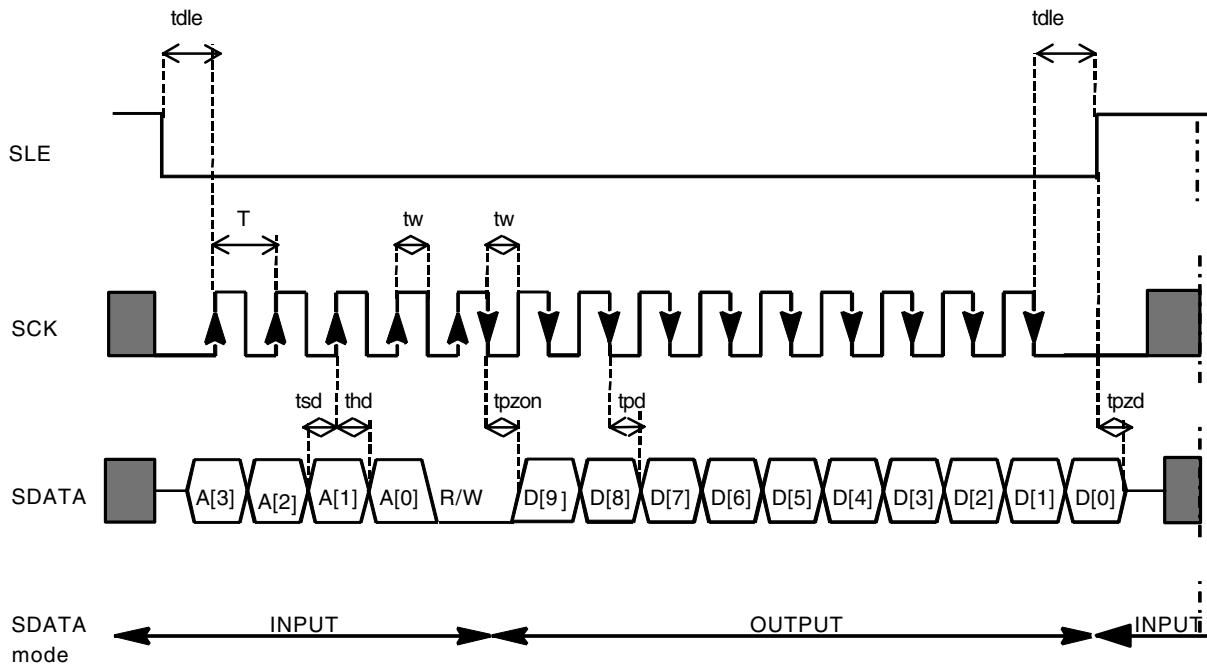 tdle tdle
SLE
T tw tw
SCK
tsd thd tpzon tpd tpzd
SDATA A[3] A[2] A[1] A[0] R/W D[9] D[8] D[7] D[6] D[5] D[4] D[3] D[2] D[1] D[0]
SDATA mode INPUT OUTPUT INPUT